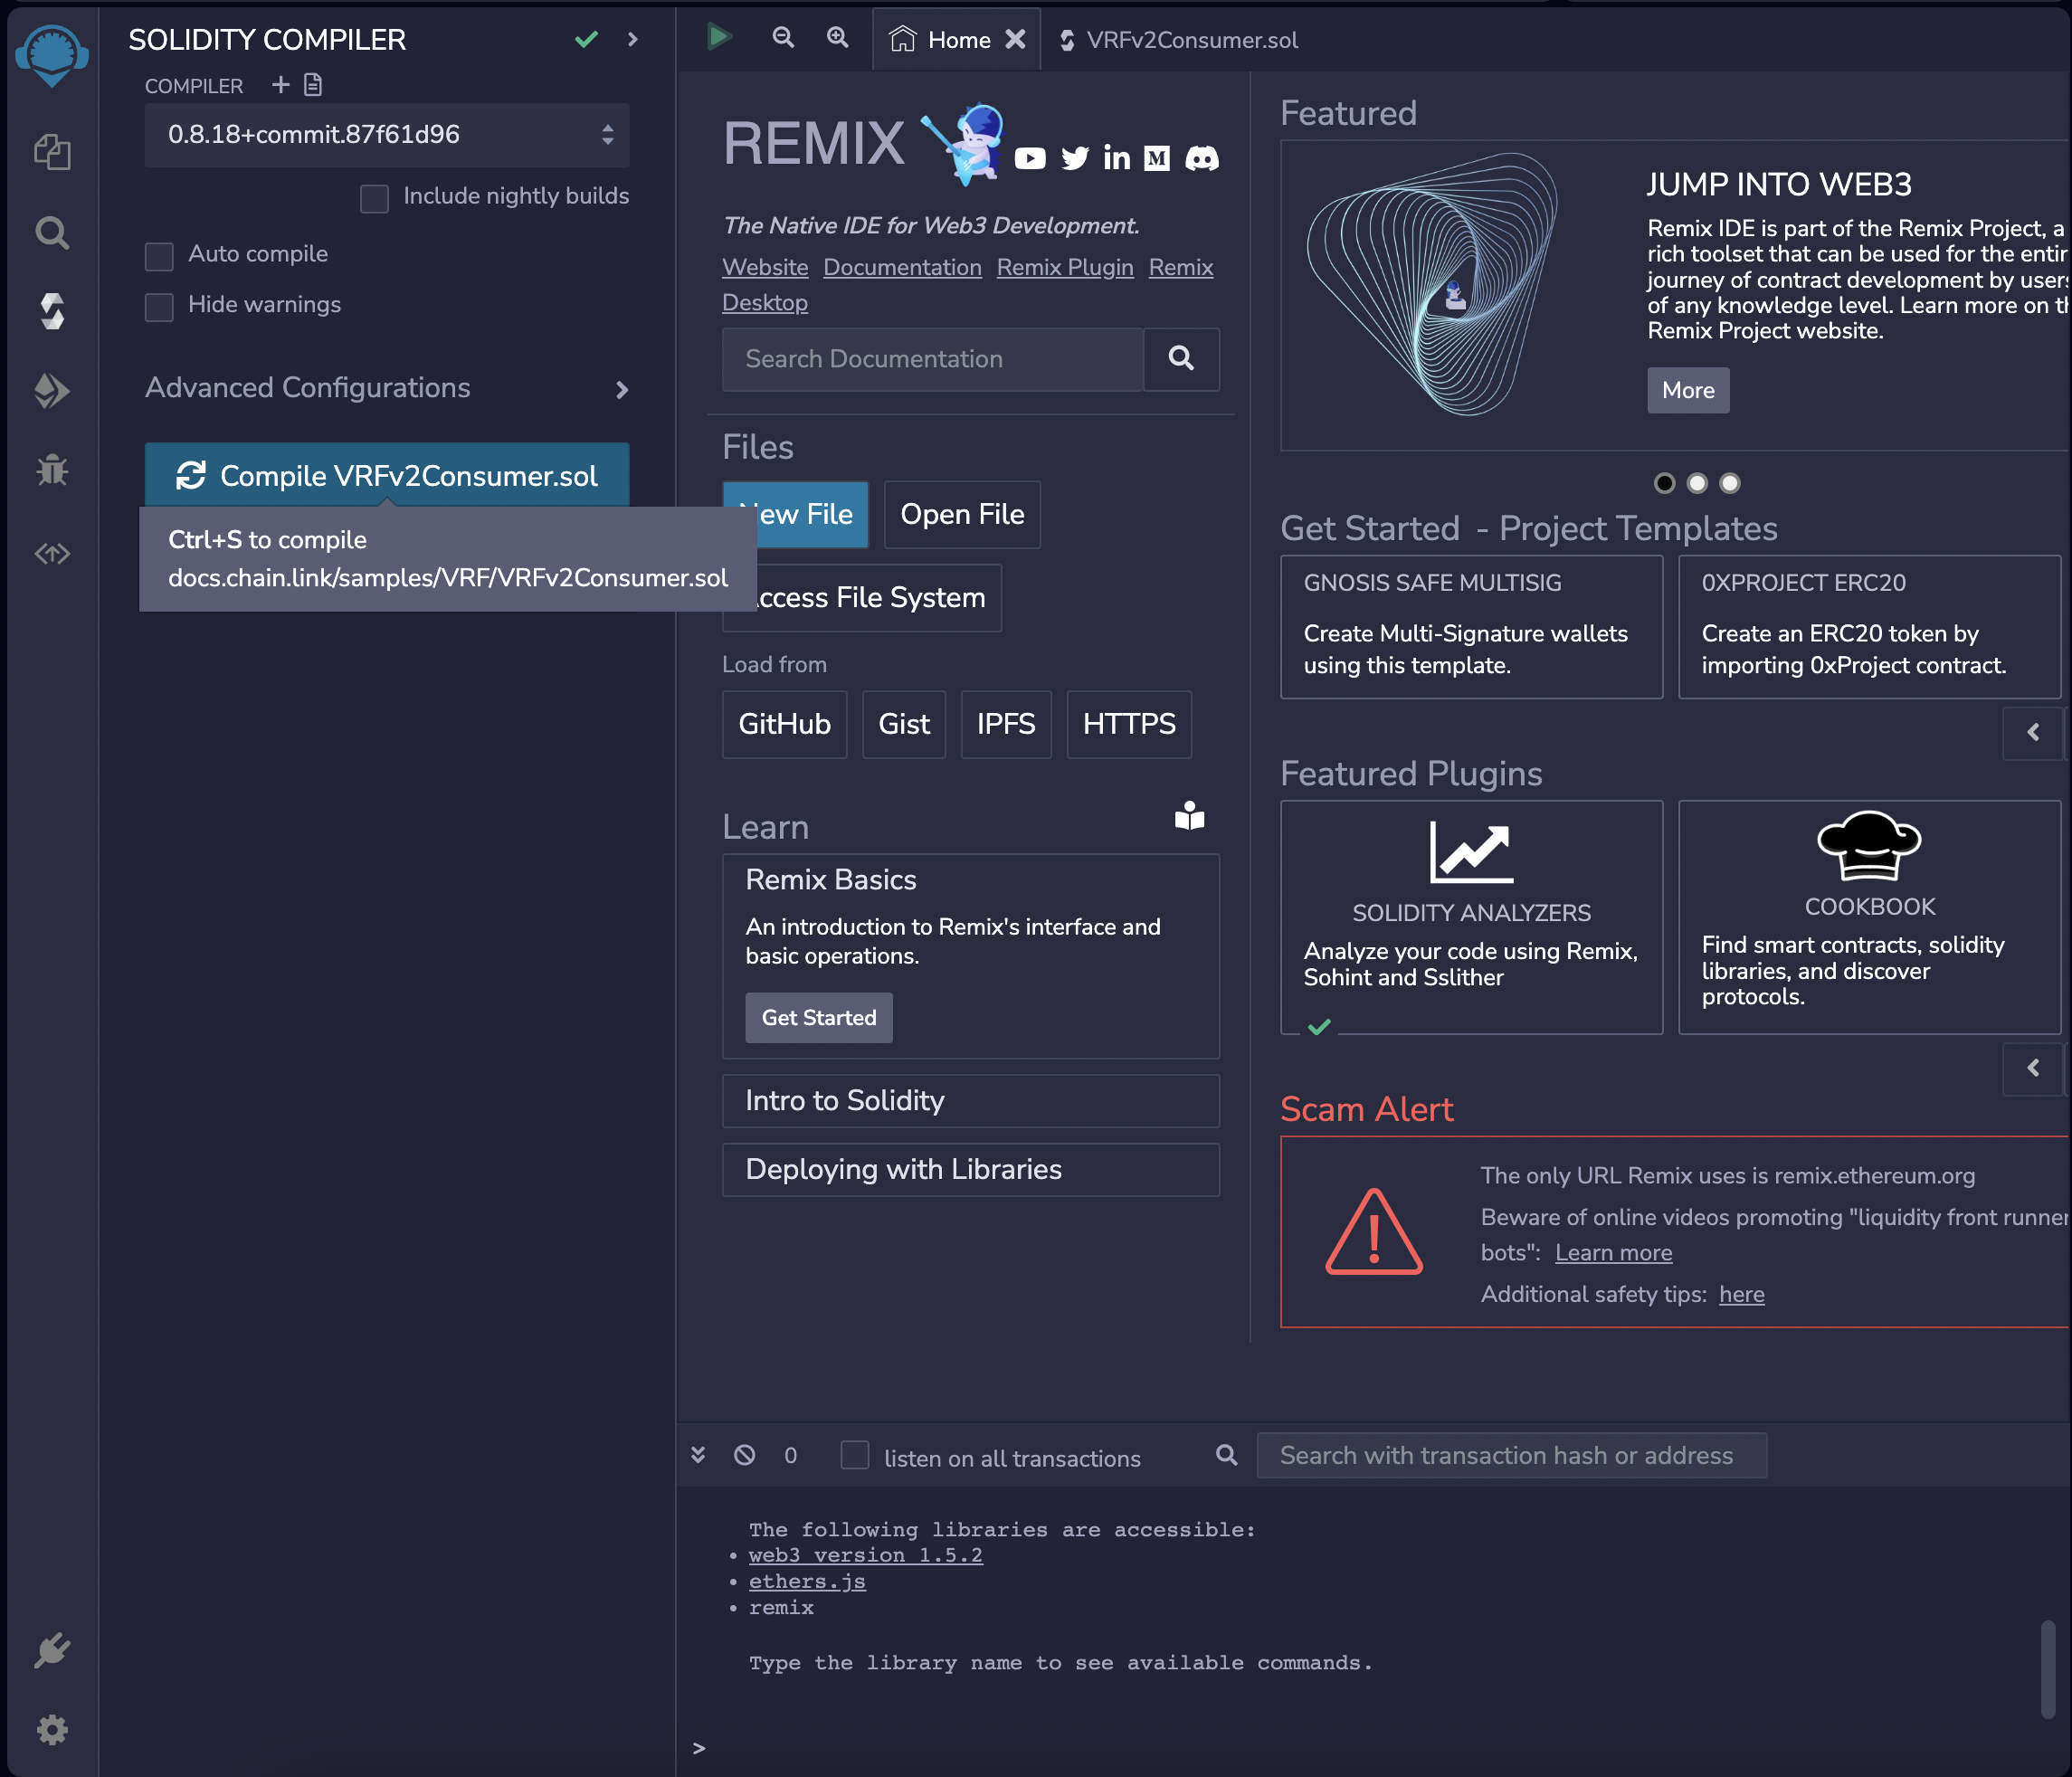 SOLIDITY COMPILER
COMPILER
0.8.18+commit.87f61d96
Include nightly builds
Auto compile
Hide warnings
Advanced Configurations
Compile VRFv2Consumer.sol
Ctrl+S to compile
docs.chain.link/samples/VRF/VRFv2Consumer.sol
Home
VRFv2Consumer.sol
REMIX
The Native IDE for Web3 Development.
Website Documentation Remix Plugin Remix
Desktop
Search Documentation
Files
New File Open File
Access File System
Load from
GitHub Gist IPFS HTTPS
Learn
Remix Basics
An introduction to Remix's interface and
basic operations.
Get Started
Intro to Solidity
Deploying with Libraries
Featured
JUMP INTO WEB3
Remix IDE is part of the Remix Project, a
rich toolset that can be used for the entir
journey of contract development by users
of any knowledge level. Learn more on th
Remix Project website.
More
Get Started - Project Templates
GNOSIS SAFE MULTISIG
Create Multi-Signature wallets
using this template.
0XPROJECT ERC20
Create an ERC20 token by
importing 0xProject contract.
Featured Plugins
SOLIDITY ANALYZERS
Analyze your code using Remix,
Sohint and Sslither
COOKBOOK
Find smart contracts, solidity
libraries, and discover
protocols.
Scam Alert
The only URL Remix uses is remix.ethereum.org
Beware of online videos promoting "liquidity front runner
bots": Learn more
Additional safety tips: here
0
listen on all transactions
Search with transaction hash or address
The following libraries are accessible:
• web3 version 1.5.2
• ethers.js
• remix
Type the library name to see available commands.
>